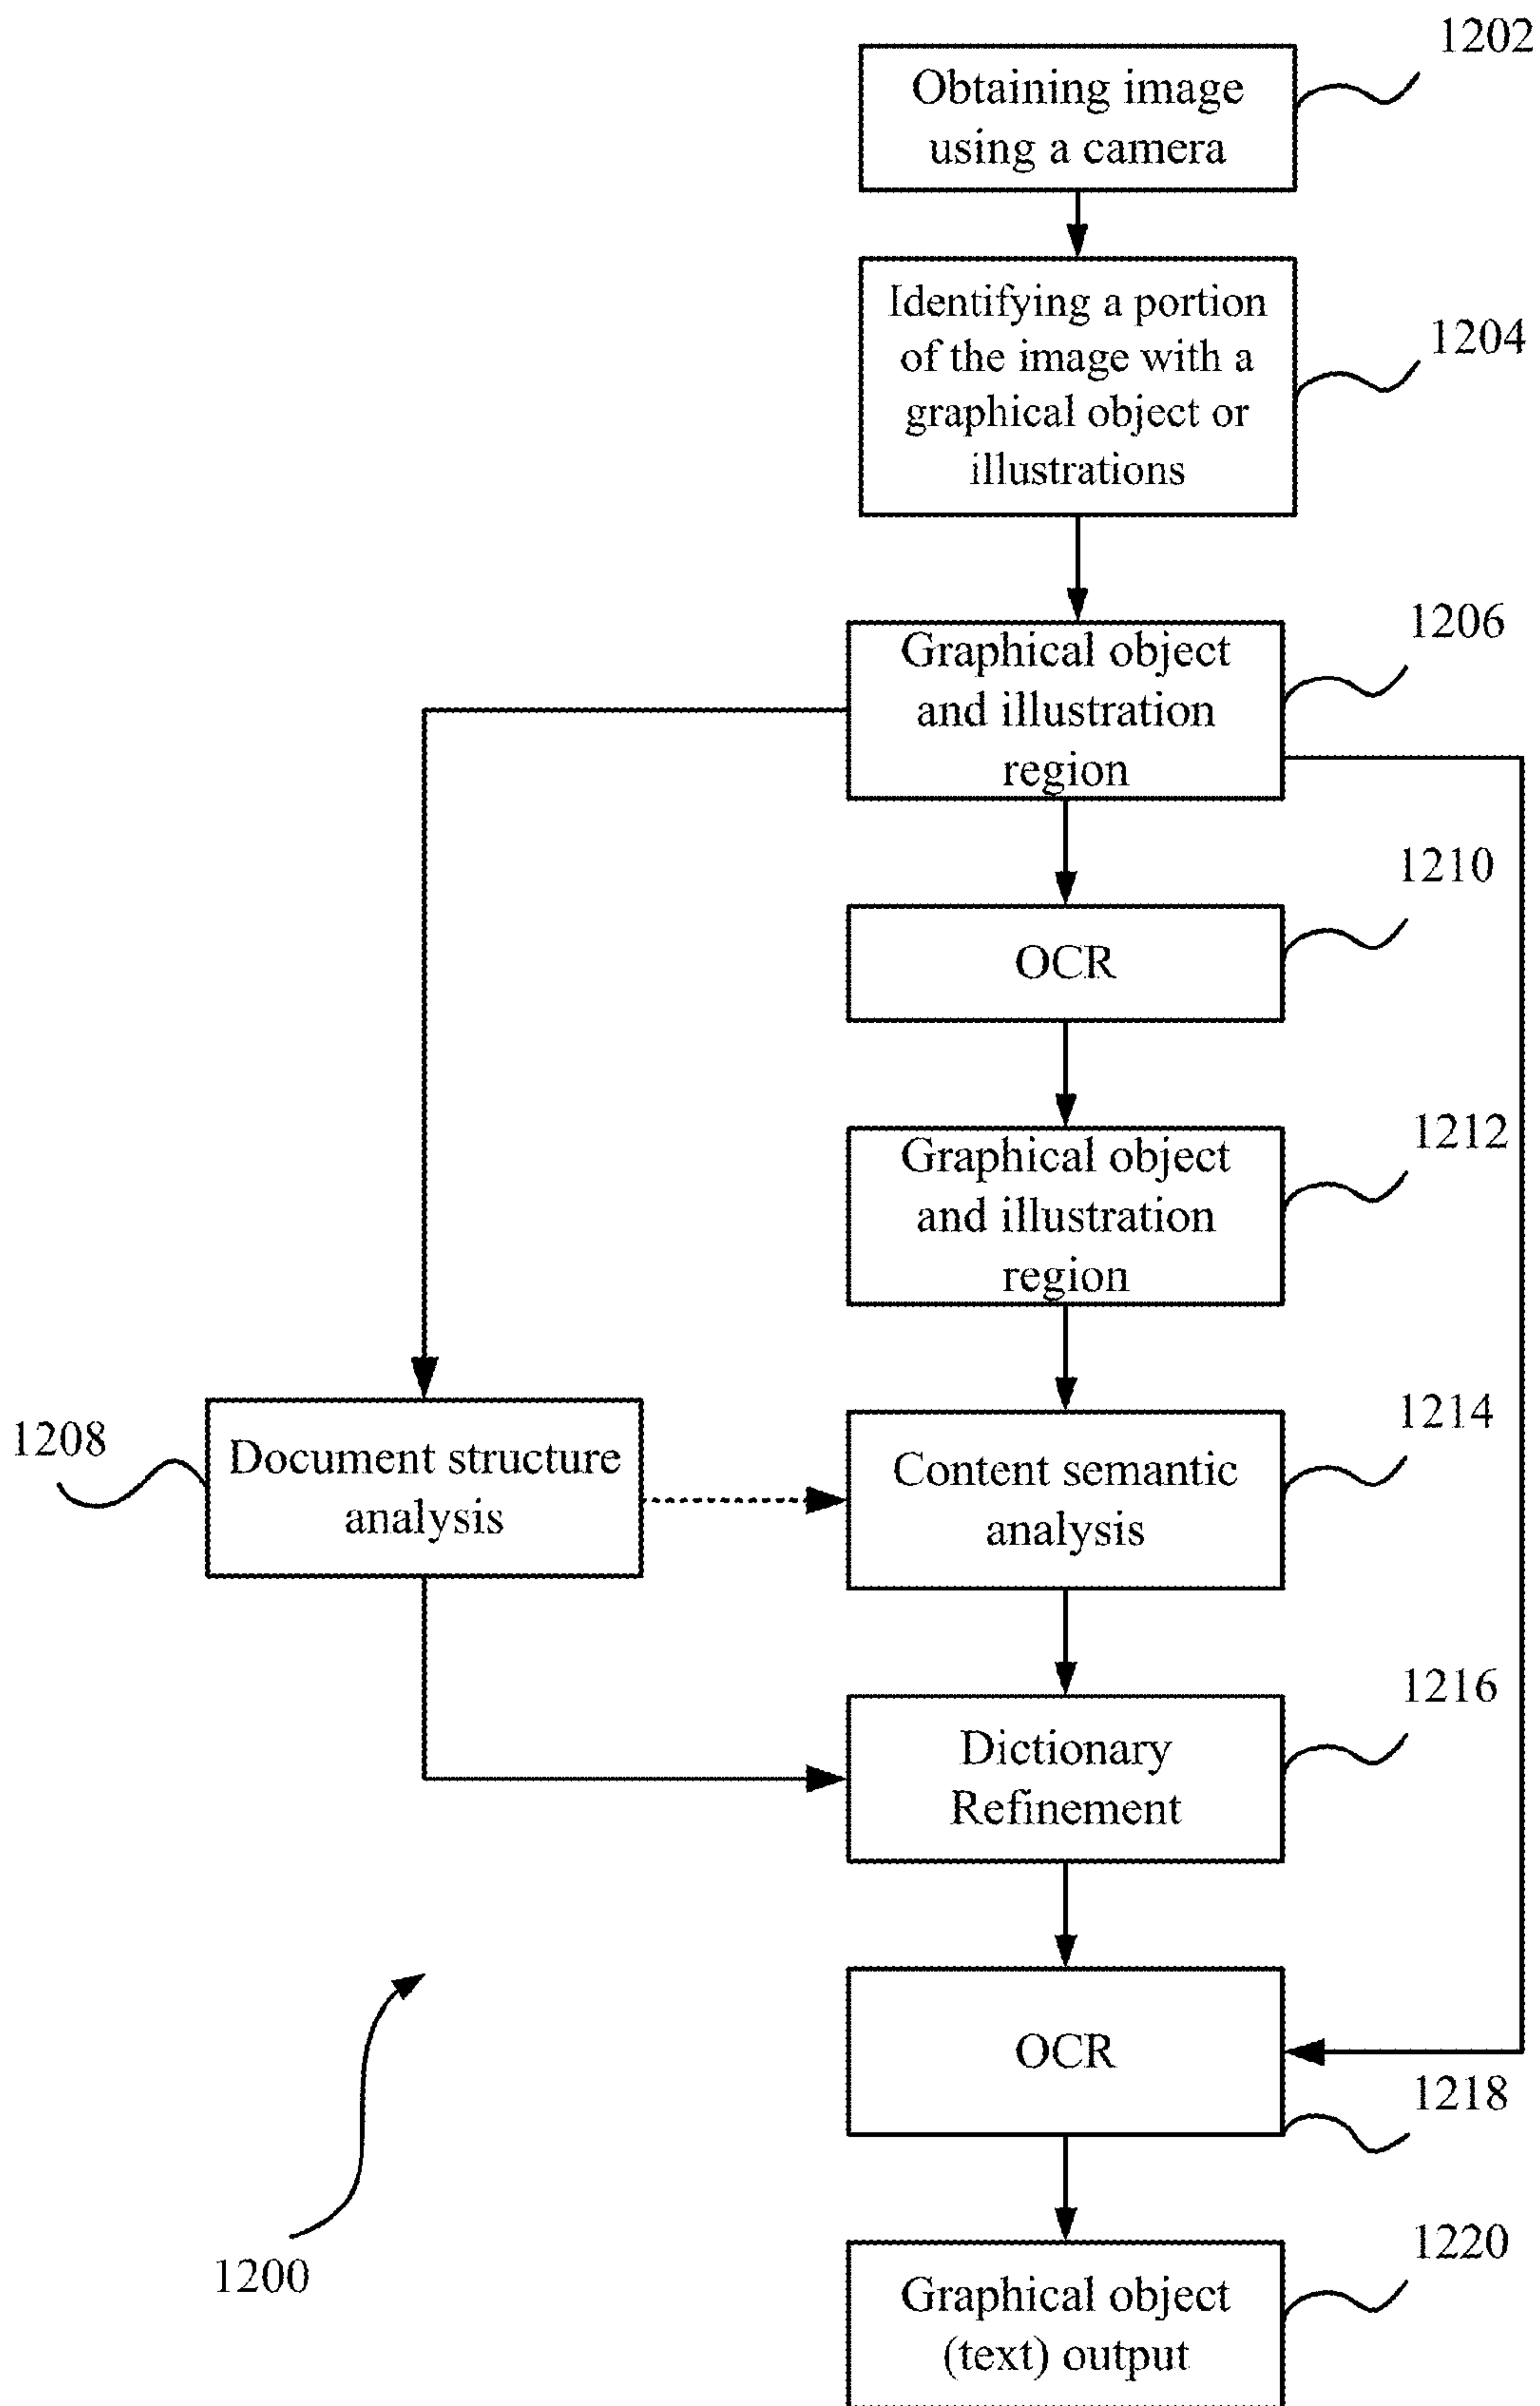 1202
Obtaining image
using a camera
1204
Identifying a portion
of the image with a
graphical object or
illustrations
1206
Graphical object
and illustration
region
1210
OCR
1212
Graphical object
and illustration
region
1208
Document structure
analysis
1214
Content semantic
analysis
1216
Dictionary
Refinement
OCR
1218
1200
1220
Graphical object
(text) output